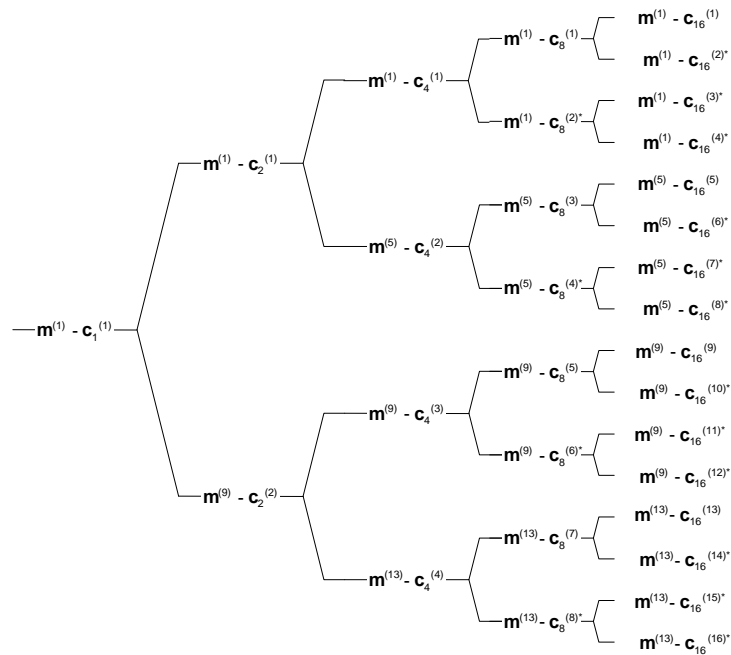 m(1) - c16(1)
m(1) - c8(1)
m(1) - c16(2)*
m(1) - c4(1)
m(1) - c16(3)*
m(1) - c8(2)*
m(1) - c16(4)*
m(1) - c2(1)
m(5) - c16(5)
m(5) - c8(3)
m(5) - c16(6)*
m(5) - c4(2)
m(5) - c16(7)*
m(5) - c8(4)*
m(5) - c16(8)*
m(1) - c1(1)
m(9) - c16(9)
m(9) - c8(5)
m(9) - c16(10)*
m(9) - c4(3)
m(9) - c16(11)*
m(9) - c8(6)*
m(9) - c16(12)*
m(9) - c2(2)
m(13) - c16(13)
m(13) - c8(7)
m(13) - c16(14)*
m(13) - c4(4)
m(13) - c16(15)*
m(13) - c8(8)*
m(13) - c16(16)*